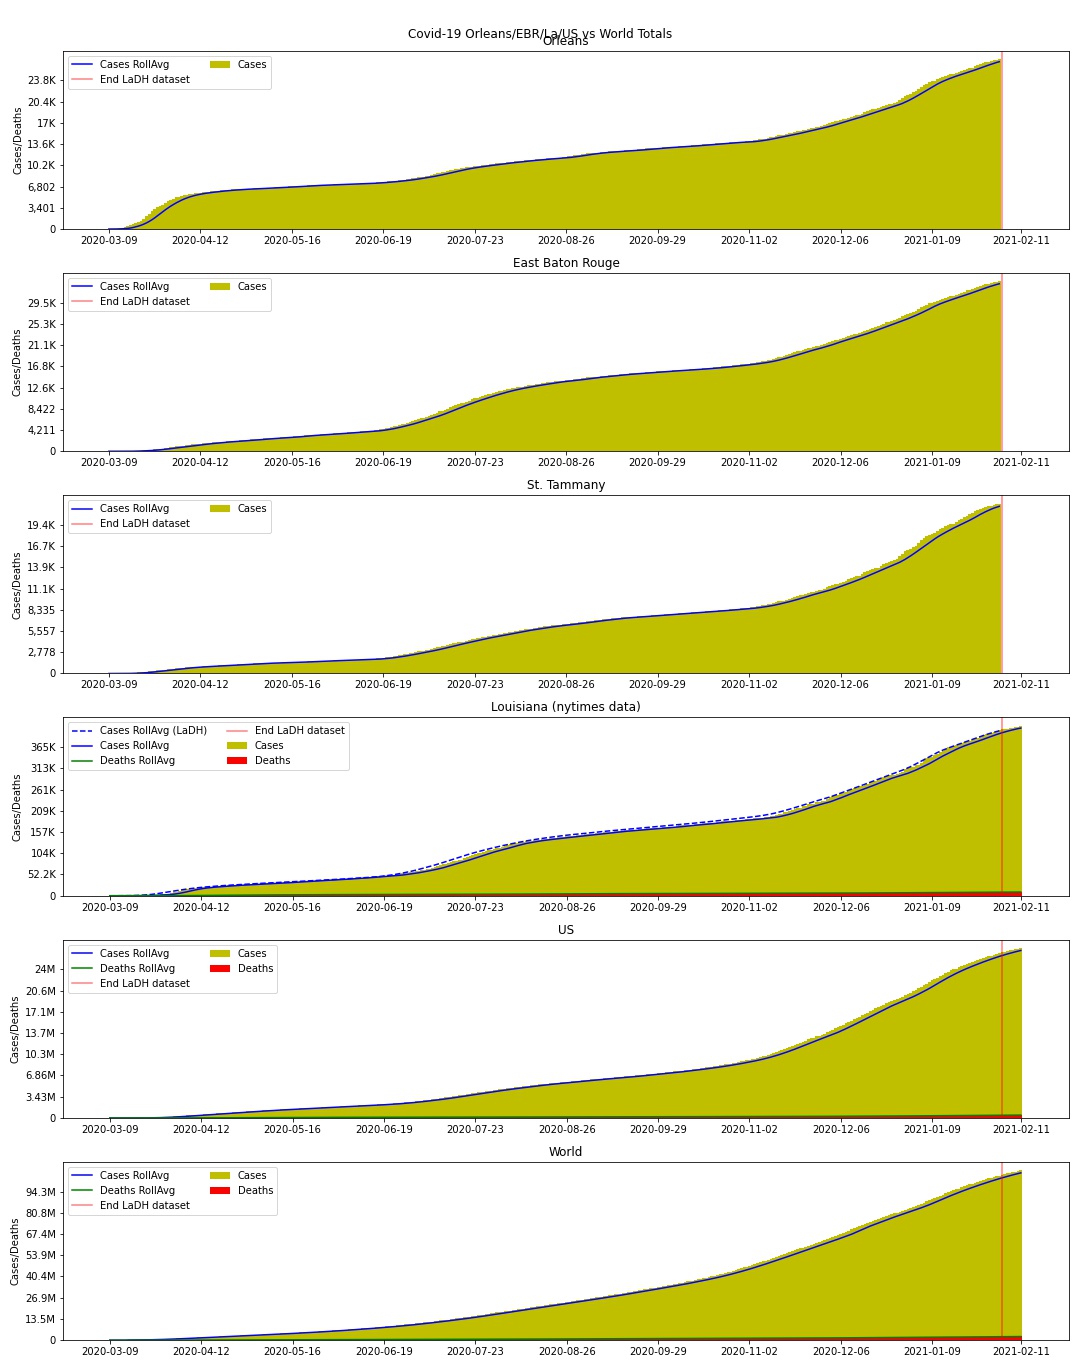 Covid-19 Orleans/EBR/La/US vs World Totals
Orleans
Cases RollAvg
End LaDH dataset
Cases
Cases/Deaths
23.8K
20.4K
17K
13.6K
10.2K
6,802
3,401
0
2020-03-09 2020-04-12 2020-05-16 2020-06-19 2020-07-23 2020-08-26 2020-09-29 2020-11-02 2020-12-06 2021-01-09 2021-02-11
East Baton Rouge
Cases RollAvg
End LaDH dataset
Cases
Cases/Deaths
29.5K
25.3K
21.1K
16.8K
12.6K
8,422
4,211
0
2020-03-09 2020-04-12 2020-05-16 2020-06-19 2020-07-23 2020-08-26 2020-09-29 2020-11-02 2020-12-06 2021-01-09 2021-02-11
St. Tammany
Cases RollAvg
End LaDH dataset
Cases
Cases/Deaths
19.4K
16.7K
13.9K
11.1K
8,335
5,557
2,778
0
2020-03-09 2020-04-12 2020-05-16 2020-06-19 2020-07-23 2020-08-26 2020-09-29 2020-11-02 2020-12-06 2021-01-09 2021-02-11
Louisiana (nytimes data)
Cases RollAvg (LaDH)
Cases RollAvg
Deaths RollAvg
End LaDH dataset
Cases
Deaths
Cases/Deaths
365K
313K
261K
209K
157K
104K
52.2K
0
2020-03-09 2020-04-12 2020-05-16 2020-06-19 2020-07-23 2020-08-26 2020-09-29 2020-11-02 2020-12-06 2021-01-09 2021-02-11
US
Cases RollAvg
Deaths RollAvg
End LaDH dataset
Cases
Deaths
Cases/Deaths
24M
20.6M
17.1M
13.7M
10.3M
6.86M
3.43M
0
2020-03-09 2020-04-12 2020-05-16 2020-06-19 2020-07-23 2020-08-26 2020-09-29 2020-11-02 2020-12-06 2021-01-09 2021-02-11
World
Cases RollAvg
Deaths RollAvg
End LaDH dataset
Cases
Deaths
Cases/Deaths
94.3M
80.8M
67.4M
53.9M
40.4M
26.9M
13.5M
0
2020-03-09 2020-04-12 2020-05-16 2020-06-19 2020-07-23 2020-08-26 2020-09-29 2020-11-02 2020-12-06 2021-01-09 2021-02-11